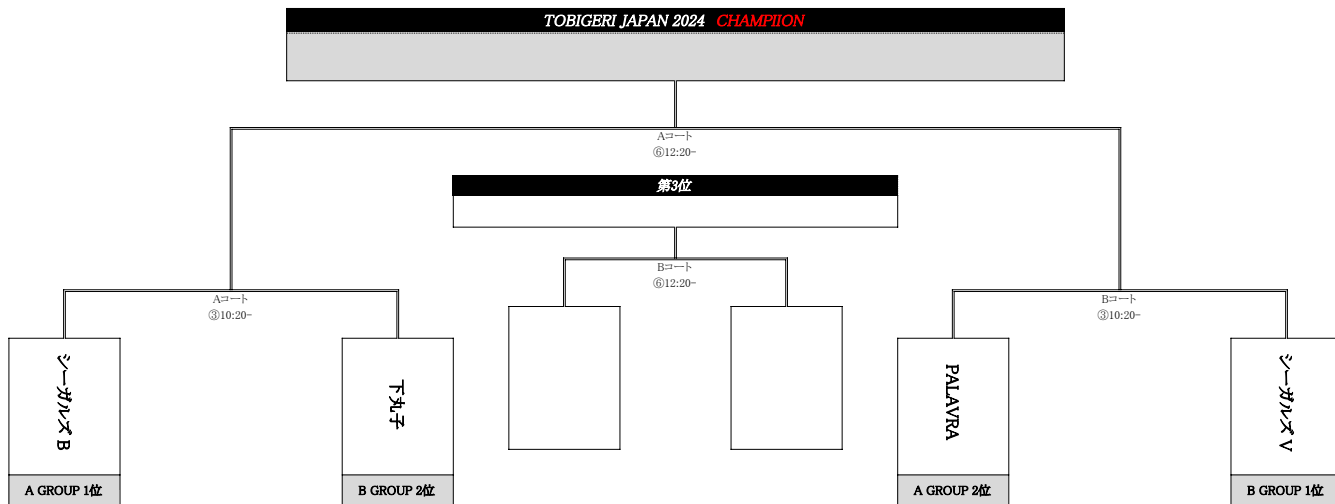 TOBIGERI JAPAN 2024 CHAMPIION
Aコート
⑥12:20-
第3位
Bコート
⑥12:20-
Aコート
③10:20-
Bコート
③10:20-
シーガルズ B
下丸子
PALAVRA
シーガルズ V
A GROUP 1位
B GROUP 2位
A GROUP 2位
B GROUP 1位